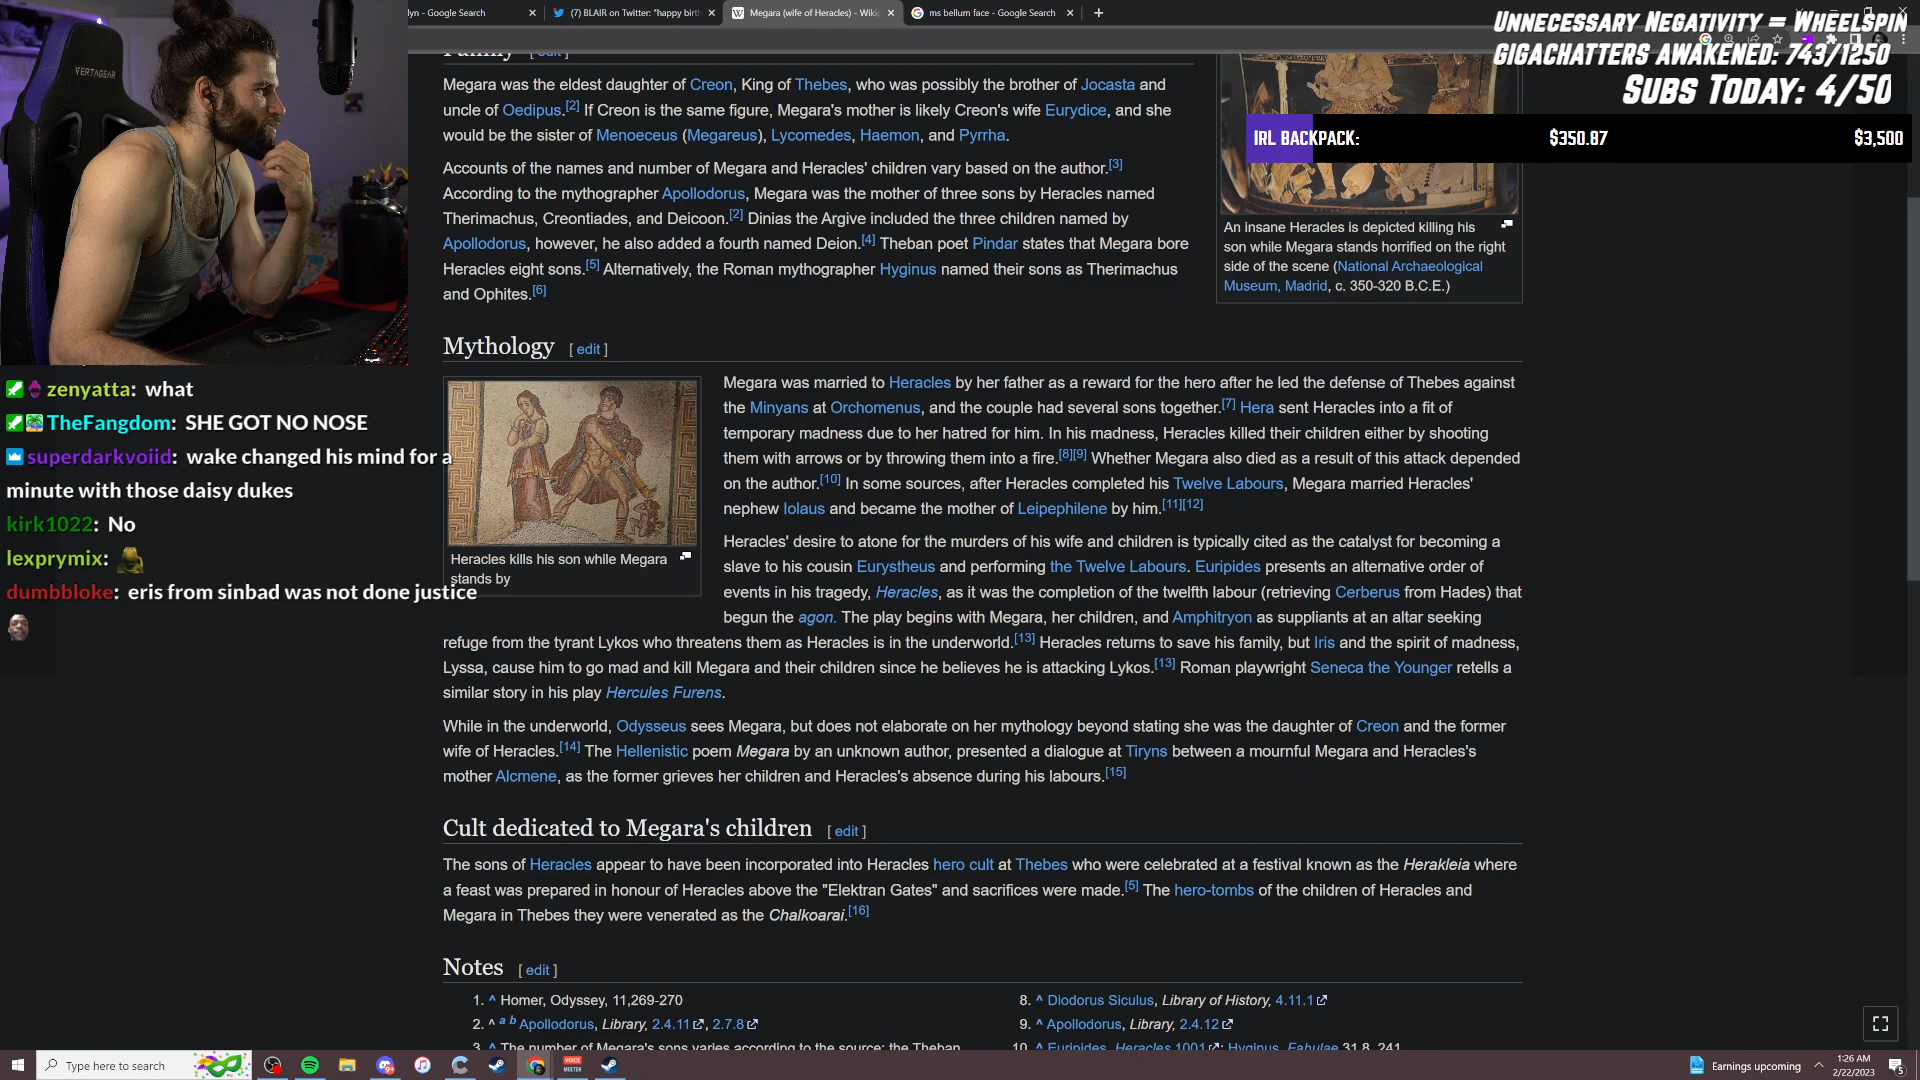 lyn - Google Search
(7) BLAIR on Twitter: "happy birt
Megara (wife of Heracles) - Wiki
ms bellum face - Google Search
Unnecessary Negativity = Wheelspin
Gigachatters Awakened: 743/1250
Subs Today: 4/50
IRL BACKPACK: $350.87 $3,500
VERTAGEAR
Family [ edit ]
Megara was the eldest daughter of Creon, King of Thebes, who was possibly the brother of Jocasta and
uncle of Oedipus.[2] If Creon is the same figure, Megara's mother is likely Creon's wife Eurydice, and she
would be the sister of Menoeceus (Megareus), Lycomedes, Haemon, and Pyrrha.
Accounts of the names and number of Megara and Heracles' children vary based on the author.[3]
According to the mythographer Apollodorus, Megara was the mother of three sons by Heracles named
Therimachus, Creontiades, and Deicoon.[2] Dinias the Argive included the three children named by
Apollodorus, however, he also added a fourth named Deion.[4] Theban poet Pindar states that Megara bore
Heracles eight sons.[5] Alternatively, the Roman mythographer Hyginus named their sons as Therimachus
and Ophites.[6]
An insane Heracles is depicted killing his
son while Megara stands horrified on the right
side of the scene (National Archaeological
Museum, Madrid, c. 350-320 B.C.E.)
Mythology [ edit ]
Heracles kills his son while Megara
stands by
Megara was married to Heracles by her father as a reward for the hero after he led the defense of Thebes against
the Minyans at Orchomenus, and the couple had several sons together.[7] Hera sent Heracles into a fit of
temporary madness due to her hatred for him. In his madness, Heracles killed their children either by shooting
them with arrows or by throwing them into a fire.[8][9] Whether Megara also died as a result of this attack depended
on the author.[10] In some sources, after Heracles completed his Twelve Labours, Megara married Heracles'
nephew Iolaus and became the mother of Leipephilene by him.[11][12]
Heracles' desire to atone for the murders of his wife and children is typically cited as the catalyst for becoming a
slave to his cousin Eurystheus and performing the Twelve Labours. Euripides presents an alternative order of
events in his tragedy, Heracles, as it was the completion of the twelfth labour (retrieving Cerberus from Hades) that
begun the agon. The play begins with Megara, her children, and Amphitryon as suppliants at an altar seeking
refuge from the tyrant Lykos who threatens them as Heracles is in the underworld.[13] Heracles returns to save his family, but Iris and the spirit of madness,
Lyssa, cause him to go mad and kill Megara and their children since he believes he is attacking Lykos.[13] Roman playwright Seneca the Younger retells a
similar story in his play Hercules Furens.
While in the underworld, Odysseus sees Megara, but does not elaborate on her mythology beyond stating she was the daughter of Creon and the former
wife of Heracles.[14] The Hellenistic poem Megara by an unknown author, presented a dialogue at Tiryns between a mournful Megara and Heracles's
mother Alcmene, as the former grieves her children and Heracles's absence during his labours.[15]
Cult dedicated to Megara's children [ edit ]
The sons of Heracles appear to have been incorporated into Heracles hero cult at Thebes who were celebrated at a festival known as the Herakleia where
a feast was prepared in honour of Heracles above the "Elektran Gates" and sacrifices were made.[5] The hero-tombs of the children of Heracles and
Megara in Thebes they were venerated as the Chalkoarai.[16]
Notes [ edit ]
1. ^ Homer, Odyssey, 11,269-270
2. ^ a b Apollodorus, Library, 2.4.11, 2.7.8
3. ^ The number of Megara's sons varies according to the source: the Theban
8. ^ Diodorus Siculus, Library of History, 4.11.1
9. ^ Apollodorus, Library, 2.4.12
10. ^ Euripides, Heracles 1001; Hyginus, Fabulae 31.8, 241
zenyatta: what
TheFangdom: SHE GOT NO NOSE
superdarkvoiid: wake changed his mind for a
minute with those daisy dukes
kirk1022: No
lexprymix:
dumbbloke: eris from sinbad was not done justice
Type here to search
VOICE
MEETER
Earnings upcoming
1:26 AM
2/22/2023
5